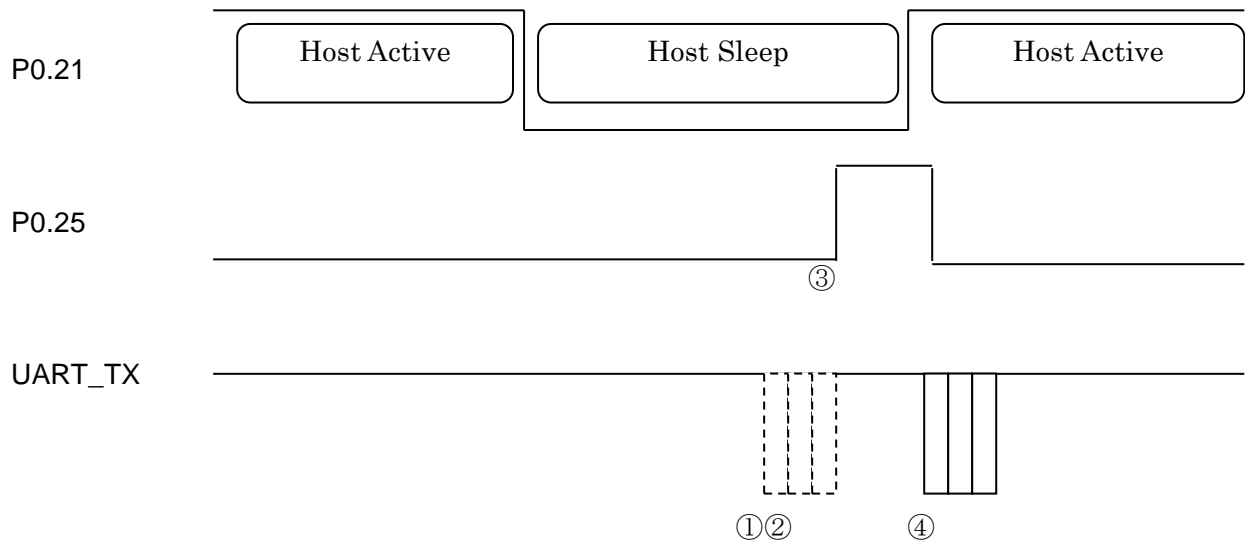 Host Active Host Sleep Host Active
P0.21
P0.25
③
UART_TX
①② ④